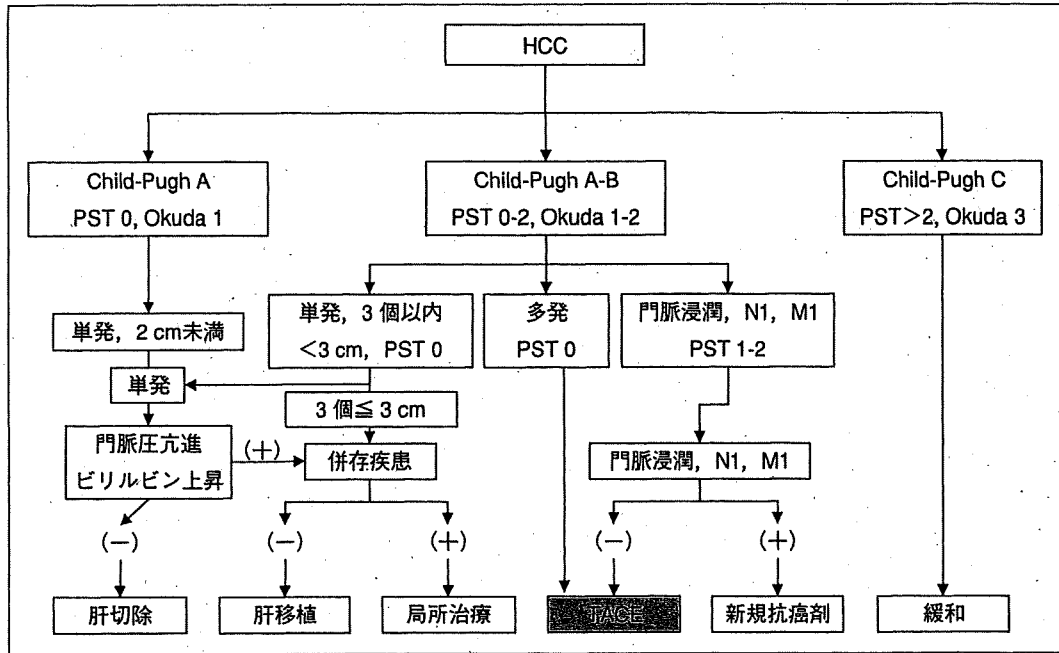 HCC
Child-Pugh A
PST 0, Okuda 1
Child-Pugh A-B
PST 0-2, Okuda 1-2
Child-Pugh C
PST＞2, Okuda 3
単発，2 cm未満
単発，3 個以内
＜3 cm，PST 0
多発
PST 0
門脈浸潤，N1，M1
PST 1-2
単発
3 個≦ 3 cm
門脈圧亢進
ビリルビン上昇
(＋)
併存疾患
門脈浸潤，N1，M1
(－)
(－)
(＋)
(－)
(＋)
肝切除
肝移植
局所治療
TACE
新規抗癌剤
緩和